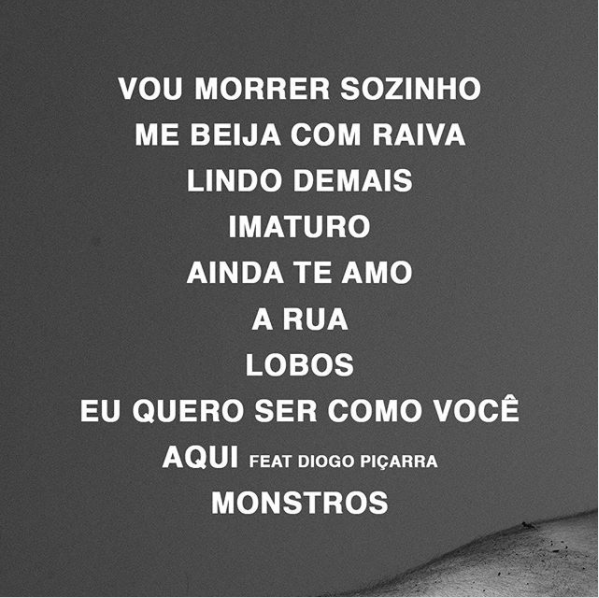 VOU MORRER SOZINHO
ME BEIJA COM RAIVA
LINDO DEMAIS
IMATURO
AINDA TE AMO
A RUA
LOBOS
EU QUERO SER COMO VOCÊ
AQUI FEAT DIOGO PIÇARRA
MONSTROS